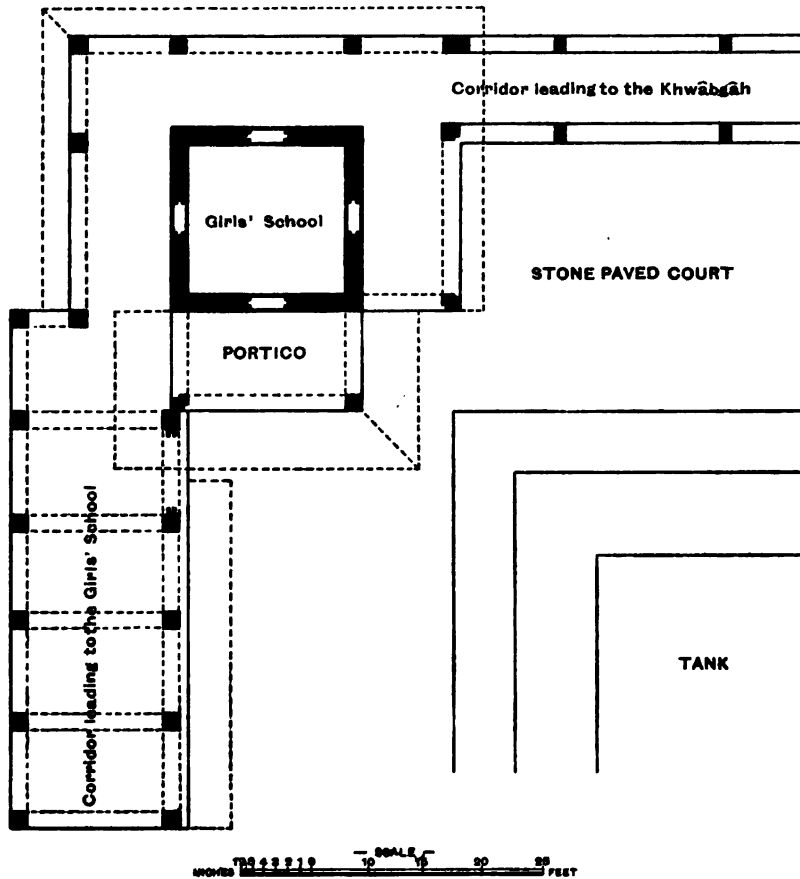 Corridor leading to the Khwâbgâh
Girls' School
STONE PAVED COURT
PORTICO
Corridor leading to the Girls' School
TANK
SCALE
INCHES 10 15 20 25 FEET